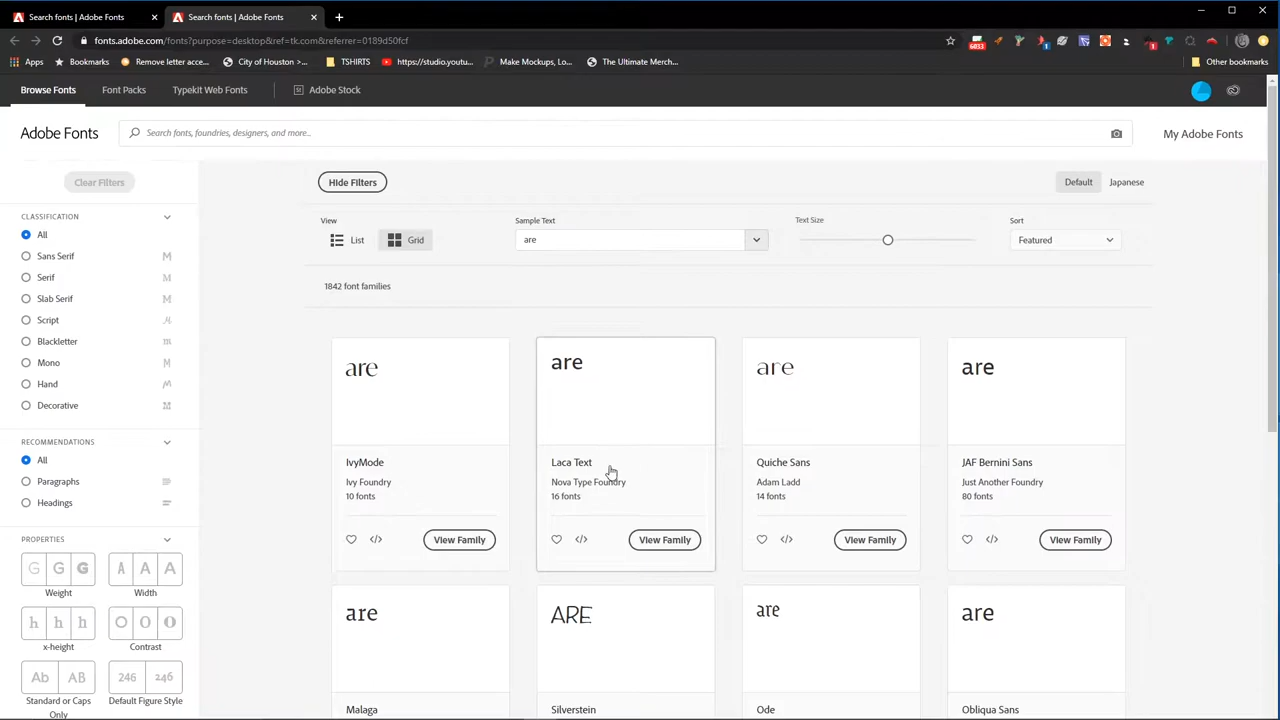 Search fonts | Adobe Fonts
Search fonts | Adobe Fonts
fonts.adobe.com/fonts?purpose=desktop&ref=tk.com&referrer=0189d50fcf
6033
1
1
Apps
Bookmarks
Remove letter acce...
City of Houston >...
TSHIRTS
https://studio.youtu...
Make Mockups, Lo...
The Ultimate Merch...
Other bookmarks
Browse Fonts
Font Packs
Typekit Web Fonts
St Adobe Stock
Adobe Fonts
Search fonts, foundries, designers, and more...
My Adobe Fonts
Clear Filters
Hide Filters
Default
Japanese
CLASSIFICATION
All
Sans Serif M
Serif M
Slab Serif M
Script M
Blackletter m
Mono M
Hand M
Decorative M
RECOMMENDATIONS
All
Paragraphs
Headings
PROPERTIES
G G G
Weight
A A A
Width
h h h
x-height
O O O
Contrast
Ab AB
Standard or Caps
Only
246 246
Default Figure Style
View
List
Grid
Sample Text
are
Text Size
Sort
Featured
1842 font families
are
IvyMode
Ivy Foundry
10 fonts
</>
View Family
are
Laca Text
Nova Type Foundry
16 fonts
</>
View Family
are
Quiche Sans
Adam Ladd
14 fonts
</>
View Family
are
JAF Bernini Sans
Just Another Foundry
80 fonts
</>
View Family
are
Malaga
ARE
Silverstein
are
Ode
are
Obliqua Sans